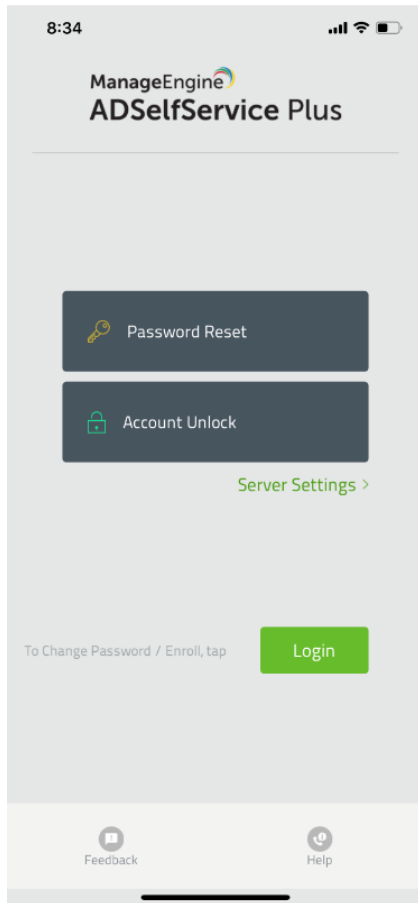 8:34
ManageEngine
ADSelfService Plus
Password Reset
Account Unlock
Server Settings >
To Change Password / Enroll, tap
Login
Feedback
Help